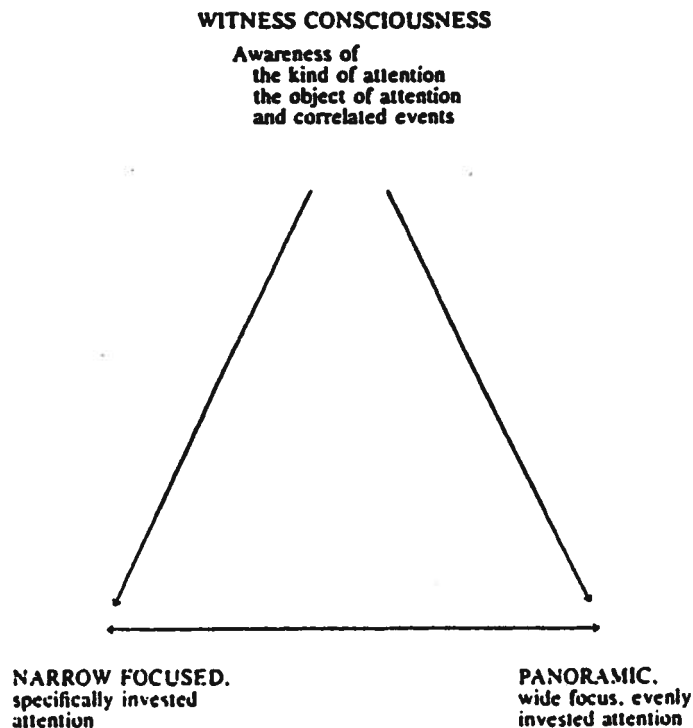 WITNESS CONSCIOUSNESS
Awareness of
the kind of attention
the object of attention
and correlated events
NARROW FOCUSED.
specifically invested
attention
PANORAMIC.
wide focus. evenly
invested attention